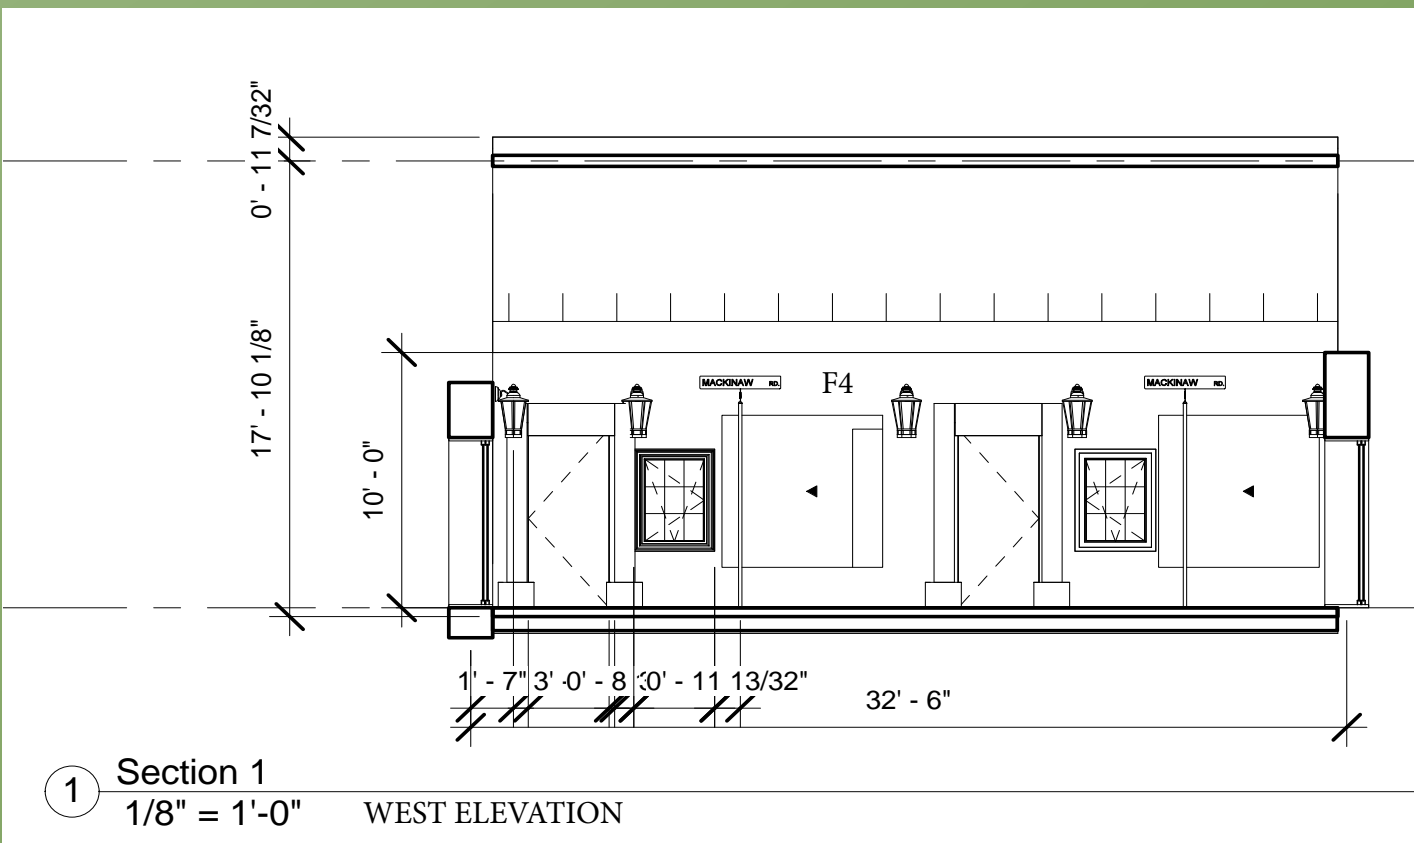 0' - 11 7/32"
17' - 10 1/8"
10' - 0"
MACKINAW RD.
F4
MACKINAW RD.
1' - 7" 3' 0' - 8 0' - 11 13/32"
32' - 6"
1
Section 1
1/8" = 1'-0"
WEST ELEVATION